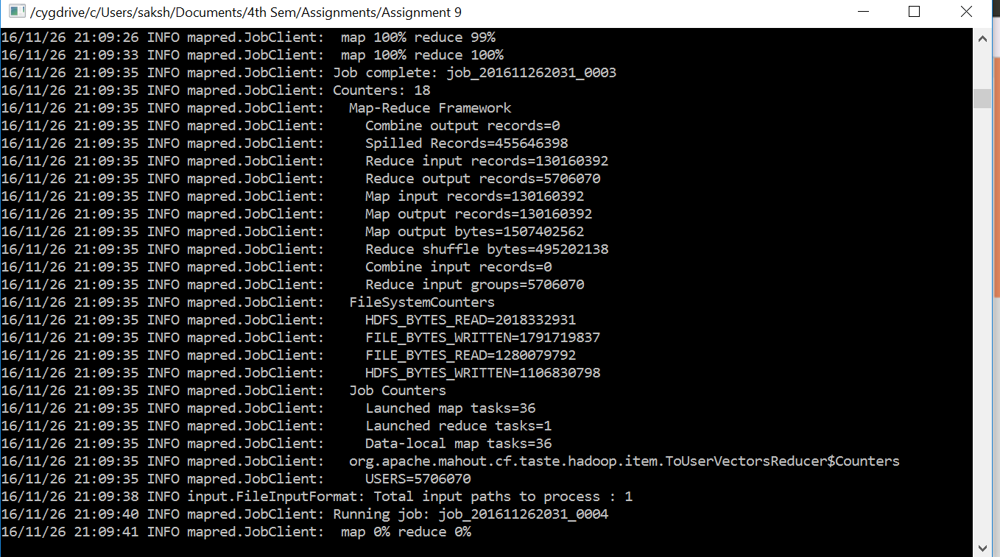 /cygdrive/c/Users/saksh/Documents/4th Sem/Assignments/Assignment 9
16/11/26 21:09:26 INFO mapred.JobClient:  map 100% reduce 99%
16/11/26 21:09:33 INFO mapred.JobClient:  map 100% reduce 100%
16/11/26 21:09:35 INFO mapred.JobClient: Job complete: job_201611262031_0003
16/11/26 21:09:35 INFO mapred.JobClient: Counters: 18
16/11/26 21:09:35 INFO mapred.JobClient:   Map-Reduce Framework
16/11/26 21:09:35 INFO mapred.JobClient:     Combine output records=0
16/11/26 21:09:35 INFO mapred.JobClient:     Spilled Records=455646398
16/11/26 21:09:35 INFO mapred.JobClient:     Reduce input records=130160392
16/11/26 21:09:35 INFO mapred.JobClient:     Reduce output records=5706070
16/11/26 21:09:35 INFO mapred.JobClient:     Map input records=130160392
16/11/26 21:09:35 INFO mapred.JobClient:     Map output records=130160392
16/11/26 21:09:35 INFO mapred.JobClient:     Map output bytes=1507402562
16/11/26 21:09:35 INFO mapred.JobClient:     Reduce shuffle bytes=495202138
16/11/26 21:09:35 INFO mapred.JobClient:     Combine input records=0
16/11/26 21:09:35 INFO mapred.JobClient:     Reduce input groups=5706070
16/11/26 21:09:35 INFO mapred.JobClient:   FileSystemCounters
16/11/26 21:09:35 INFO mapred.JobClient:     HDFS_BYTES_READ=2018332931
16/11/26 21:09:35 INFO mapred.JobClient:     FILE_BYTES_WRITTEN=1791719837
16/11/26 21:09:35 INFO mapred.JobClient:     FILE_BYTES_READ=1280079792
16/11/26 21:09:35 INFO mapred.JobClient:     HDFS_BYTES_WRITTEN=1106830798
16/11/26 21:09:35 INFO mapred.JobClient:   Job Counters
16/11/26 21:09:35 INFO mapred.JobClient:     Launched map tasks=36
16/11/26 21:09:35 INFO mapred.JobClient:     Launched reduce tasks=1
16/11/26 21:09:35 INFO mapred.JobClient:     Data-local map tasks=36
16/11/26 21:09:35 INFO mapred.JobClient:   org.apache.mahout.cf.taste.hadoop.item.ToUserVectorsReducer$Counters
16/11/26 21:09:35 INFO mapred.JobClient:     USERS=5706070
16/11/26 21:09:38 INFO input.FileInputFormat: Total input paths to process : 1
16/11/26 21:09:40 INFO mapred.JobClient: Running job: job_201611262031_0004
16/11/26 21:09:41 INFO mapred.JobClient:  map 0% reduce 0%